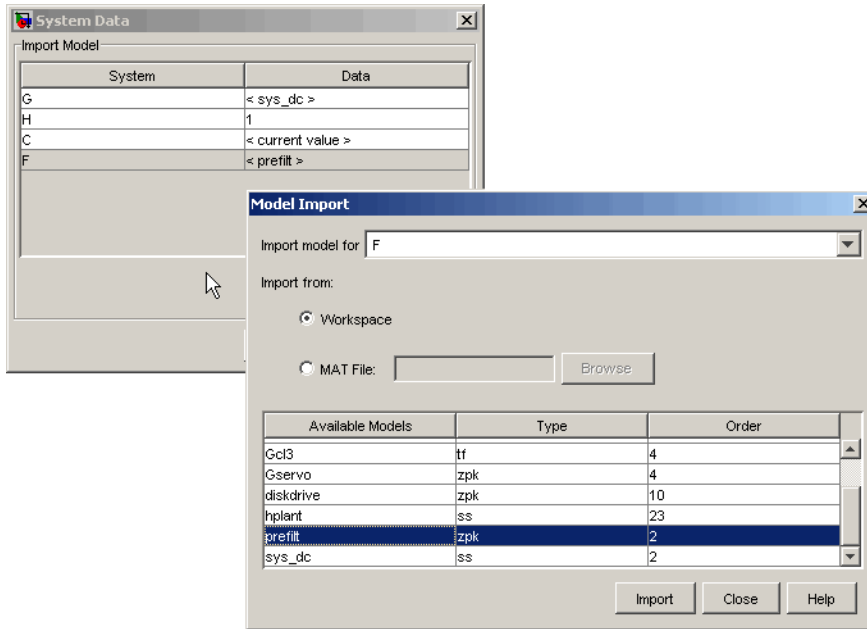 System Data
Import Model
System Data
G < sys_dc >
H 1
C < current value >
F < prefilt >
Model Import
Import model for F
Import from:
Workspace
MAT File: Browse
Available Models Type Order
Gcl3 tf 4
Gservo zpk 4
diskdrive zpk 10
hplant ss 23
prefilt zpk 2
sys_dc ss 2
Import Close Help